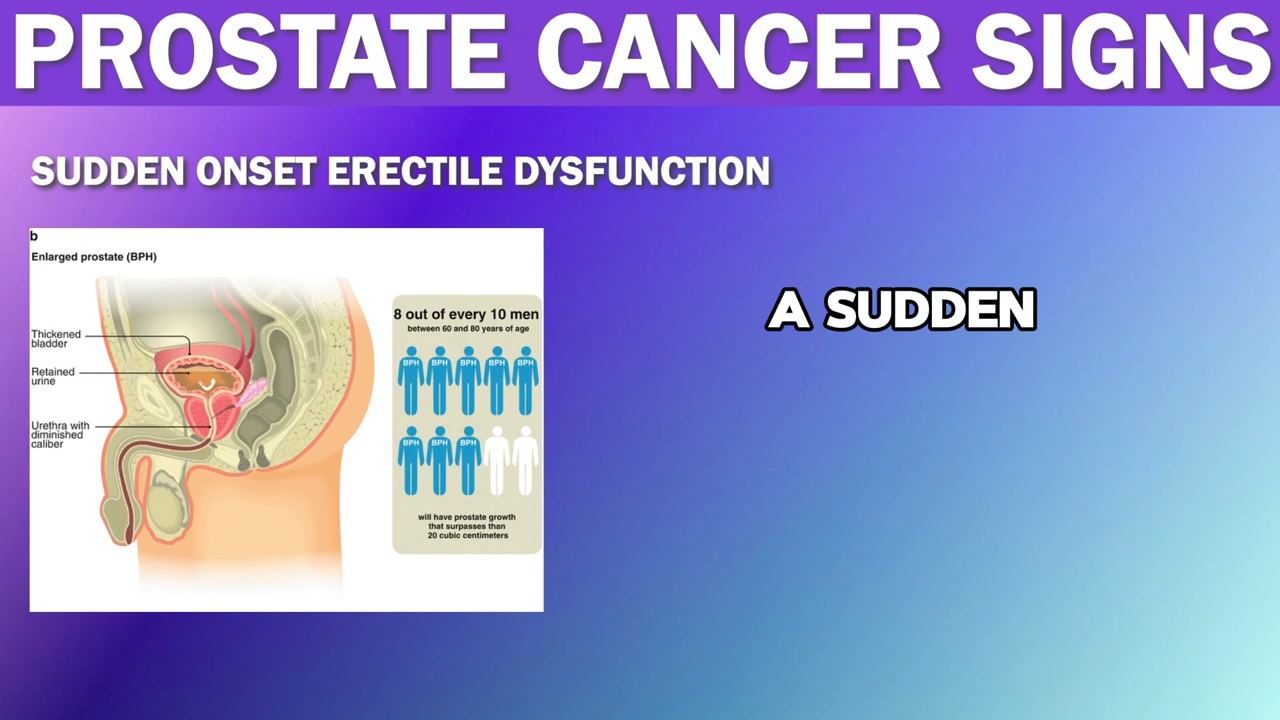 PROSTATE CANCER SIGNS
SUDDEN ONSET ERECTILE DYSFUNCTION
b
Enlarged prostate (BPH)
Thickened
bladder
Retained
urine
Urethra with
diminished
caliber
8 out of every 10 men
between 60 and 80 years of age
BPH BPH BPH BPH BPH
BPH BPH BPH
will have prostate growth
that surpasses than
20 cubic centimeters
A SUDDEN